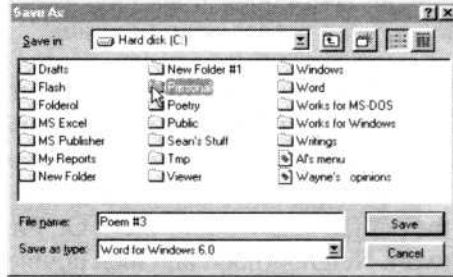 Save As
Save in: Hard disk (C:)
Drafts New Folder #1 Windows
Flash Personal Word
Folderol Poetry Works for MS-DOS
MS Excel Public Works for Windows
MS Publisher Sean's Stuff Writings
My Reports Tmp Al's menu
New Folder Viewer Wayne's opinions
File name: Poem #3 Save
Save as type: Word for Windows 6.0 Cancel